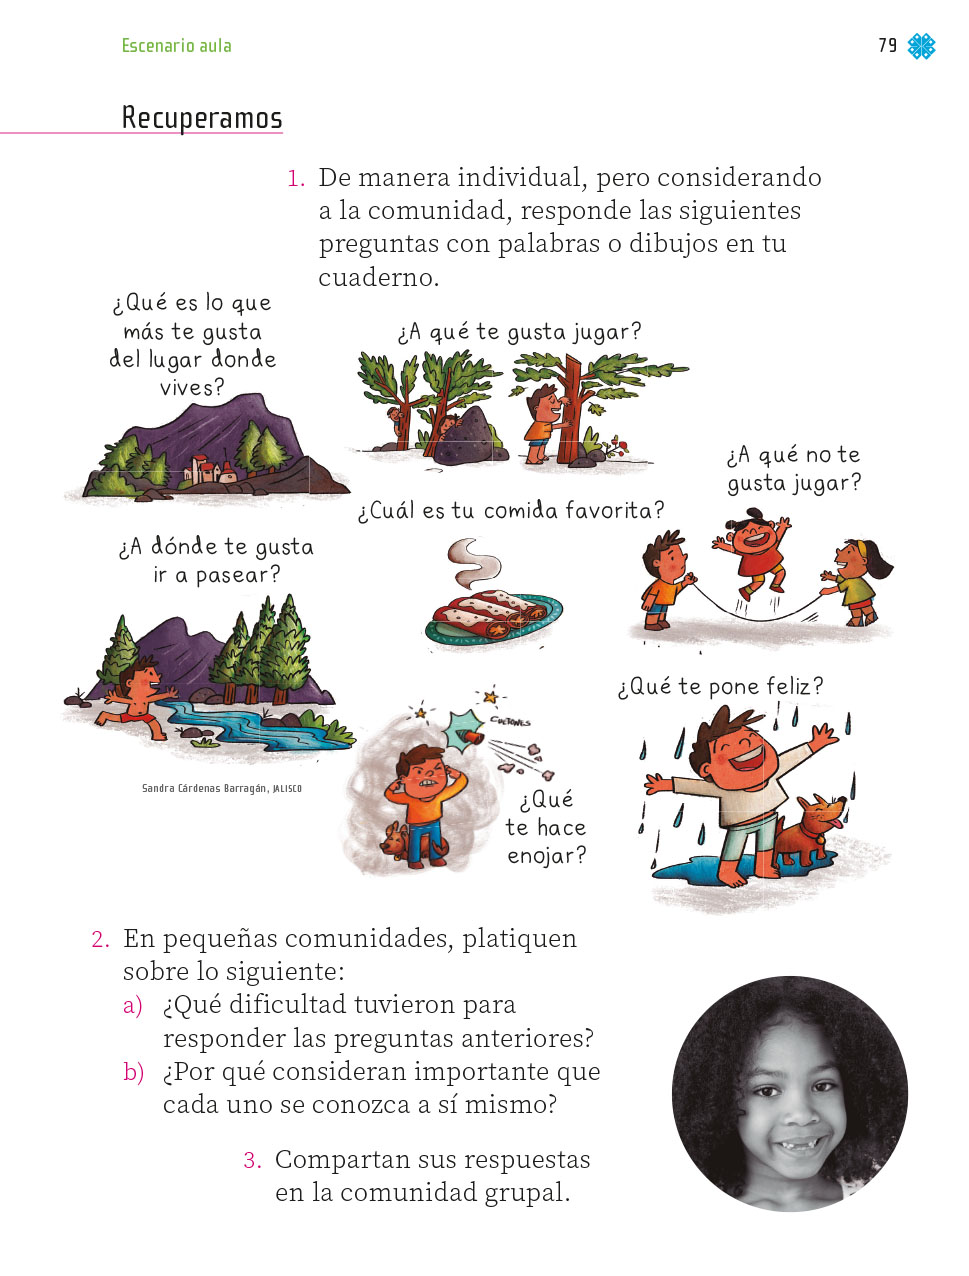 Escenario aula
79
Recuperamos
1. De manera individual, pero considerando
a la comunidad, responde las siguientes
preguntas con palabras o dibujos en tu
cuaderno.
¿Qué es lo que
más te gusta
del lugar donde
vives?
¿A qué te gusta jugar?
¿A qué no te
gusta jugar?
¿Cuál es tu comida favorita?
¿A dónde te gusta
ir a pasear?
¿Qué te pone feliz?
CUETONES
¿Qué
te hace
enojar?
Sandra Cárdenas Barragán, JALISCO
2. En pequeñas comunidades, platiquen
sobre lo siguiente:
a) ¿Qué dificultad tuvieron para
responder las preguntas anteriores?
b) ¿Por qué consideran importante que
cada uno se conozca a sí mismo?
3. Compartan sus respuestas
en la comunidad grupal.